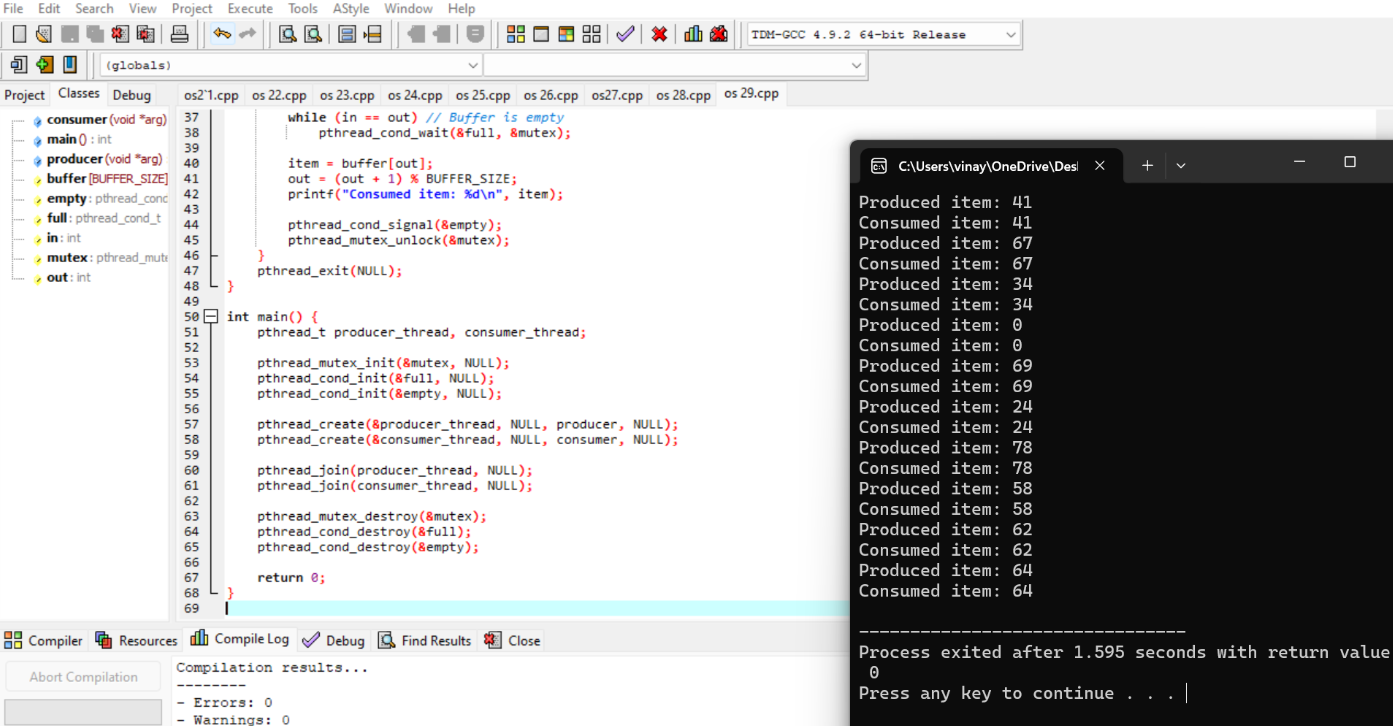 File Edit Search View Project Execute Tools AStyle Window Help
TDM-GCC 4.9.2 64-bit Release
(globals)
Project Classes Debug
os2`1.cpp os 22.cpp os 23.cpp os 24.cpp os 25.cpp os 26.cpp os27.cpp os 28.cpp os 29.cpp
consumer (void *arg)
main () : int
producer (void *arg)
buffer [BUFFER_SIZE]
empty : pthread_cond
full : pthread_cond_t
in : int
mutex : pthread_mute
out : int
37 while (in == out) // Buffer is empty
38 pthread_cond_wait(&full, &mutex);
39
40 item = buffer[out];
41 out = (out + 1) % BUFFER_SIZE;
42 printf("Consumed item: %d\n", item);
43
44 pthread_cond_signal(&empty);
45 pthread_mutex_unlock(&mutex);
46 }
47 pthread_exit(NULL);
48 }
49
50 int main() {
51 pthread_t producer_thread, consumer_thread;
52
53 pthread_mutex_init(&mutex, NULL);
54 pthread_cond_init(&full, NULL);
55 pthread_cond_init(&empty, NULL);
56
57 pthread_create(&producer_thread, NULL, producer, NULL);
58 pthread_create(&consumer_thread, NULL, consumer, NULL);
59
60 pthread_join(producer_thread, NULL);
61 pthread_join(consumer_thread, NULL);
62
63 pthread_mutex_destroy(&mutex);
64 pthread_cond_destroy(&full);
65 pthread_cond_destroy(&empty);
66
67 return 0;
68 }
69
C:\Users\vinay\OneDrive\Des
Produced item: 41
Consumed item: 41
Produced item: 67
Consumed item: 67
Produced item: 34
Consumed item: 34
Produced item: 0
Consumed item: 0
Produced item: 69
Consumed item: 69
Produced item: 24
Consumed item: 24
Produced item: 78
Consumed item: 78
Produced item: 58
Consumed item: 58
Produced item: 62
Consumed item: 62
Produced item: 64
Consumed item: 64
--------------------------------
Process exited after 1.595 seconds with return value
0
Press any key to continue . . .
Compiler Resources Compile Log Debug Find Results Close
Abort Compilation
Compilation results...
--------
- Errors: 0
- Warnings: 0